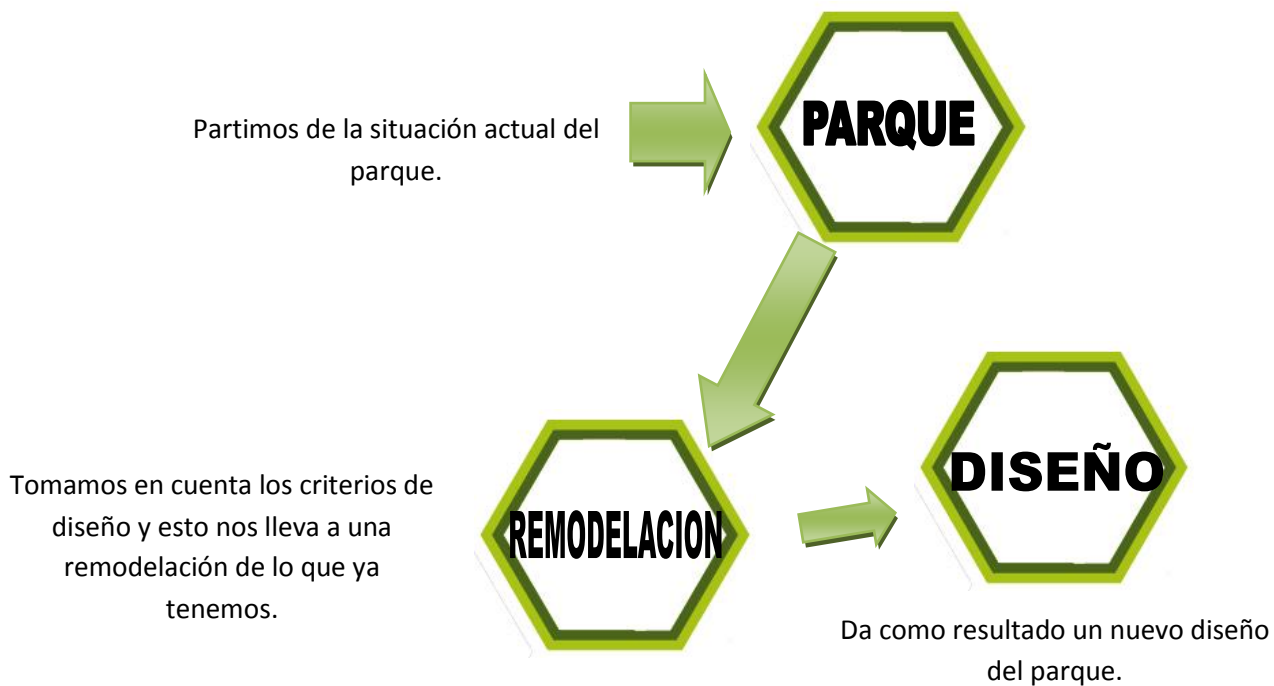 PARQUE
Partimos de la situación actual del
parque.
DISEÑO
Tomamos en cuenta los criterios de
diseño y esto nos lleva a una
remodelación de lo que ya
tenemos.
REMODELACION
Da como resultado un nuevo diseño
del parque.